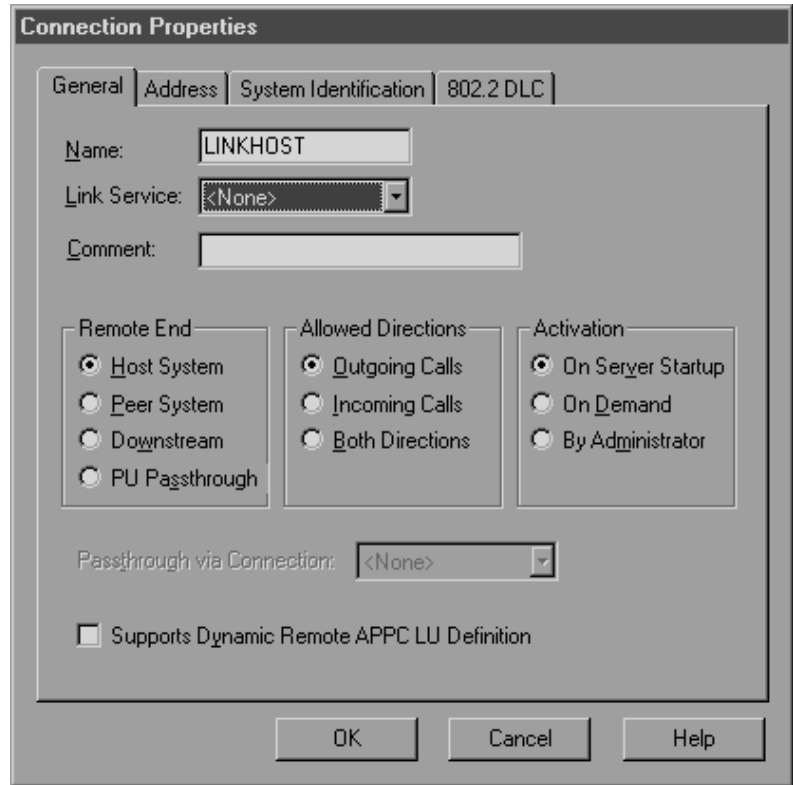 Connection Properties
General Address System Identification 802.2 DLC
Name: LINKHOST
Link Service: <None>
Comment:
Remote End
Host System
Peer System
Downstream
PU Passthrough
Allowed Directions
Outgoing Calls
Incoming Calls
Both Directions
Activation
On Server Startup
On Demand
By Administrator
Passthrough via Connection: <None>
Supports Dynamic Remote APPC LU Definition
OK Cancel Help